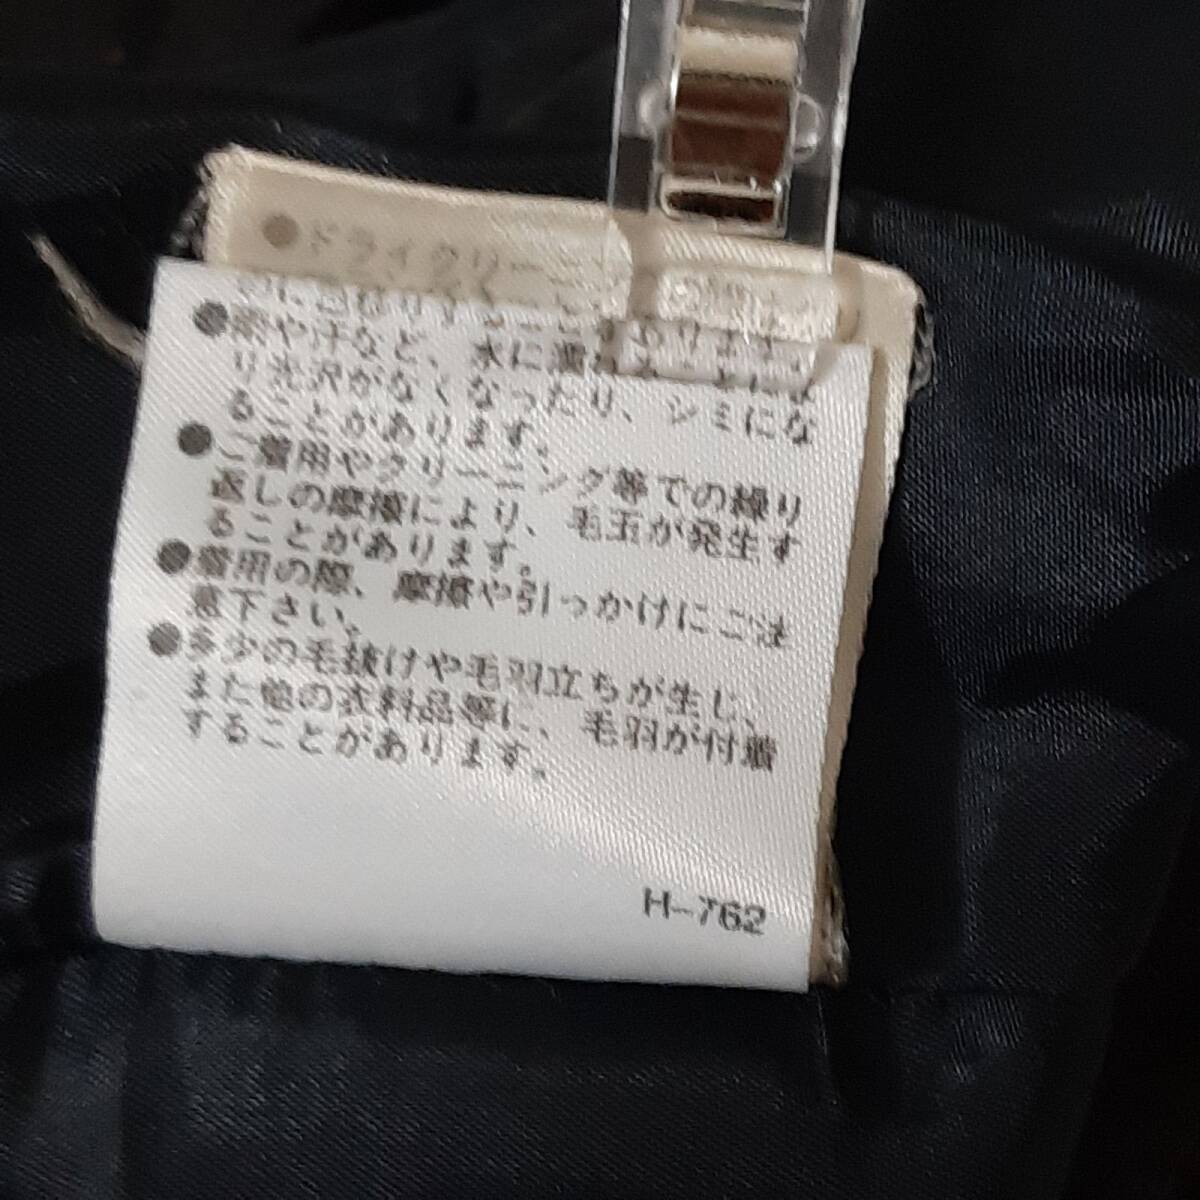 ●ドライクリーニ
●雨や汗など、水に濡れることによ
り光沢がなくなったり、シミにな
ることがあります。
●ご着用やクリーニング等での繰り
返しの摩擦により、毛玉が発生す
ることがあります。
●着用の際、摩擦や引っかけにご注
意下さい。
●多少の毛抜けや毛羽立ちが生じ、
また他の衣料品等に、毛羽が付着
することがあります。
H-762